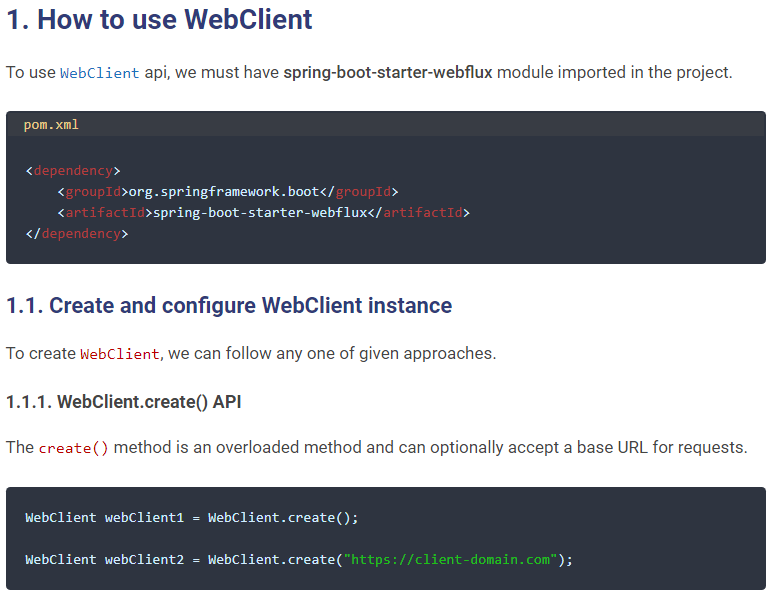 1. How to use WebClient
To use WebClient api, we must have spring-boot-starter-webflux module imported in the project.
pom.xml
<dependency>
    <groupId>org.springframework.boot</groupId>
    <artifactId>spring-boot-starter-webflux</artifactId>
</dependency>
1.1. Create and configure WebClient instance
To create WebClient, we can follow any one of given approaches.
1.1.1. WebClient.create() API
The create() method is an overloaded method and can optionally accept a base URL for requests.
WebClient webClient1 = WebClient.create();
WebClient webClient2 = WebClient.create("https://client-domain.com");